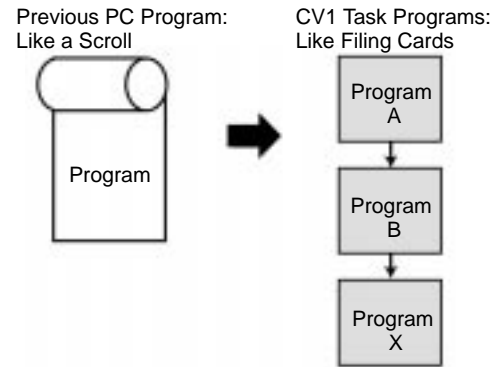 Previous PC Program:
Like a Scroll
CV1 Task Programs:
Like Filing Cards
Program
Program
A
Program
B
Program
X